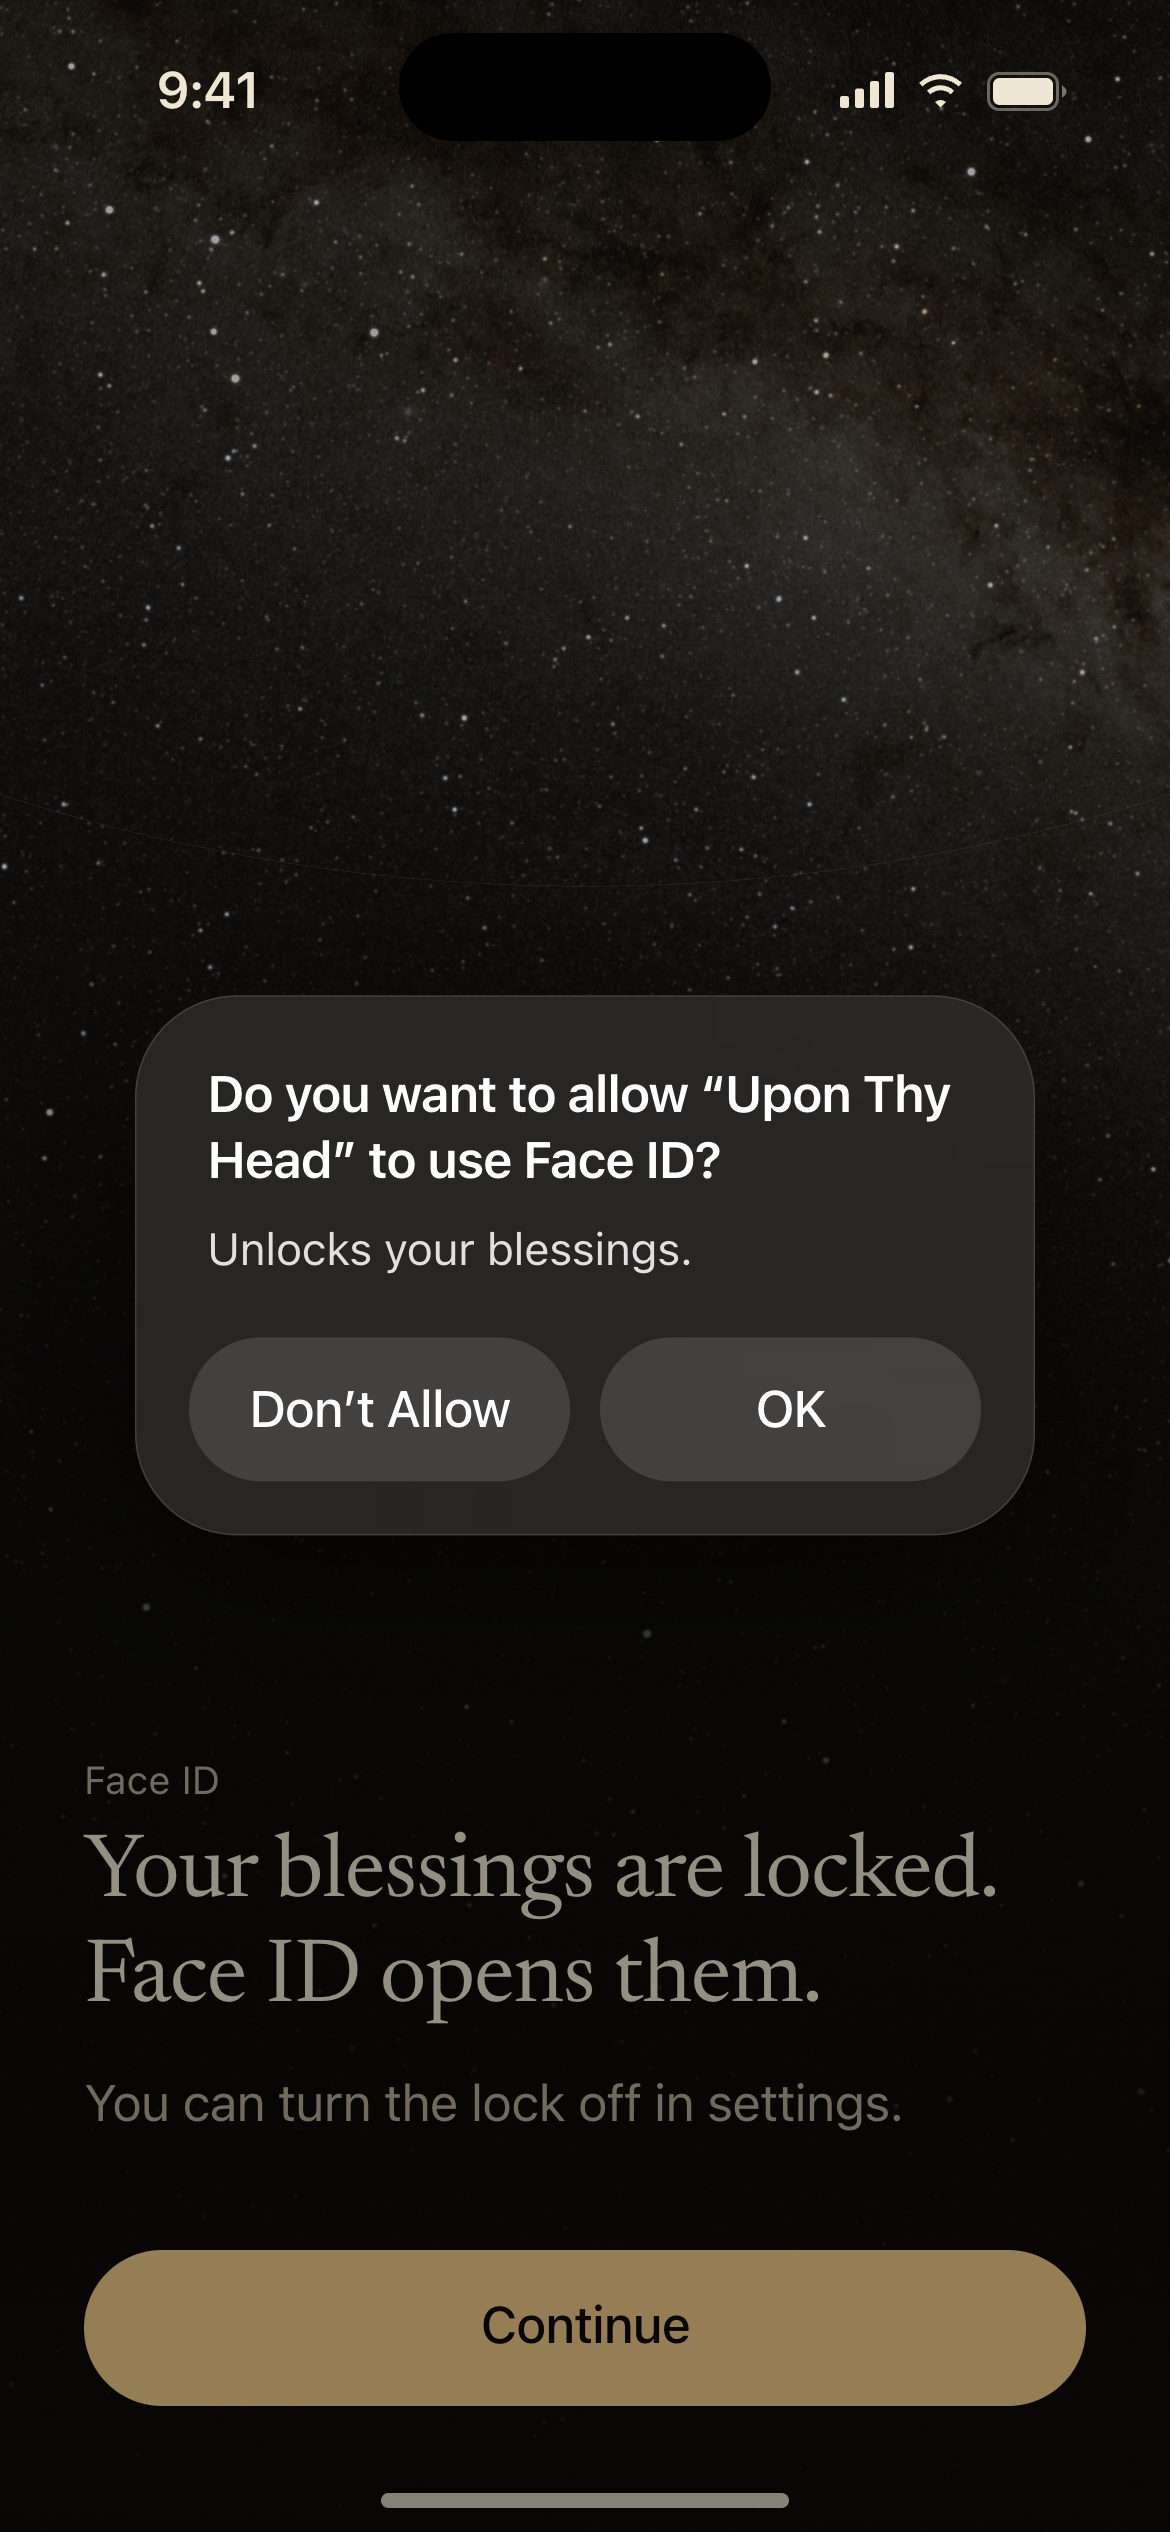 9:41
Do you want to allow “Upon Thy
Head” to use Face ID?
Unlocks your blessings.
Don’t Allow
OK
Face ID
Your blessings are locked.
Face ID opens them.
You can turn the lock off in settings.
Continue